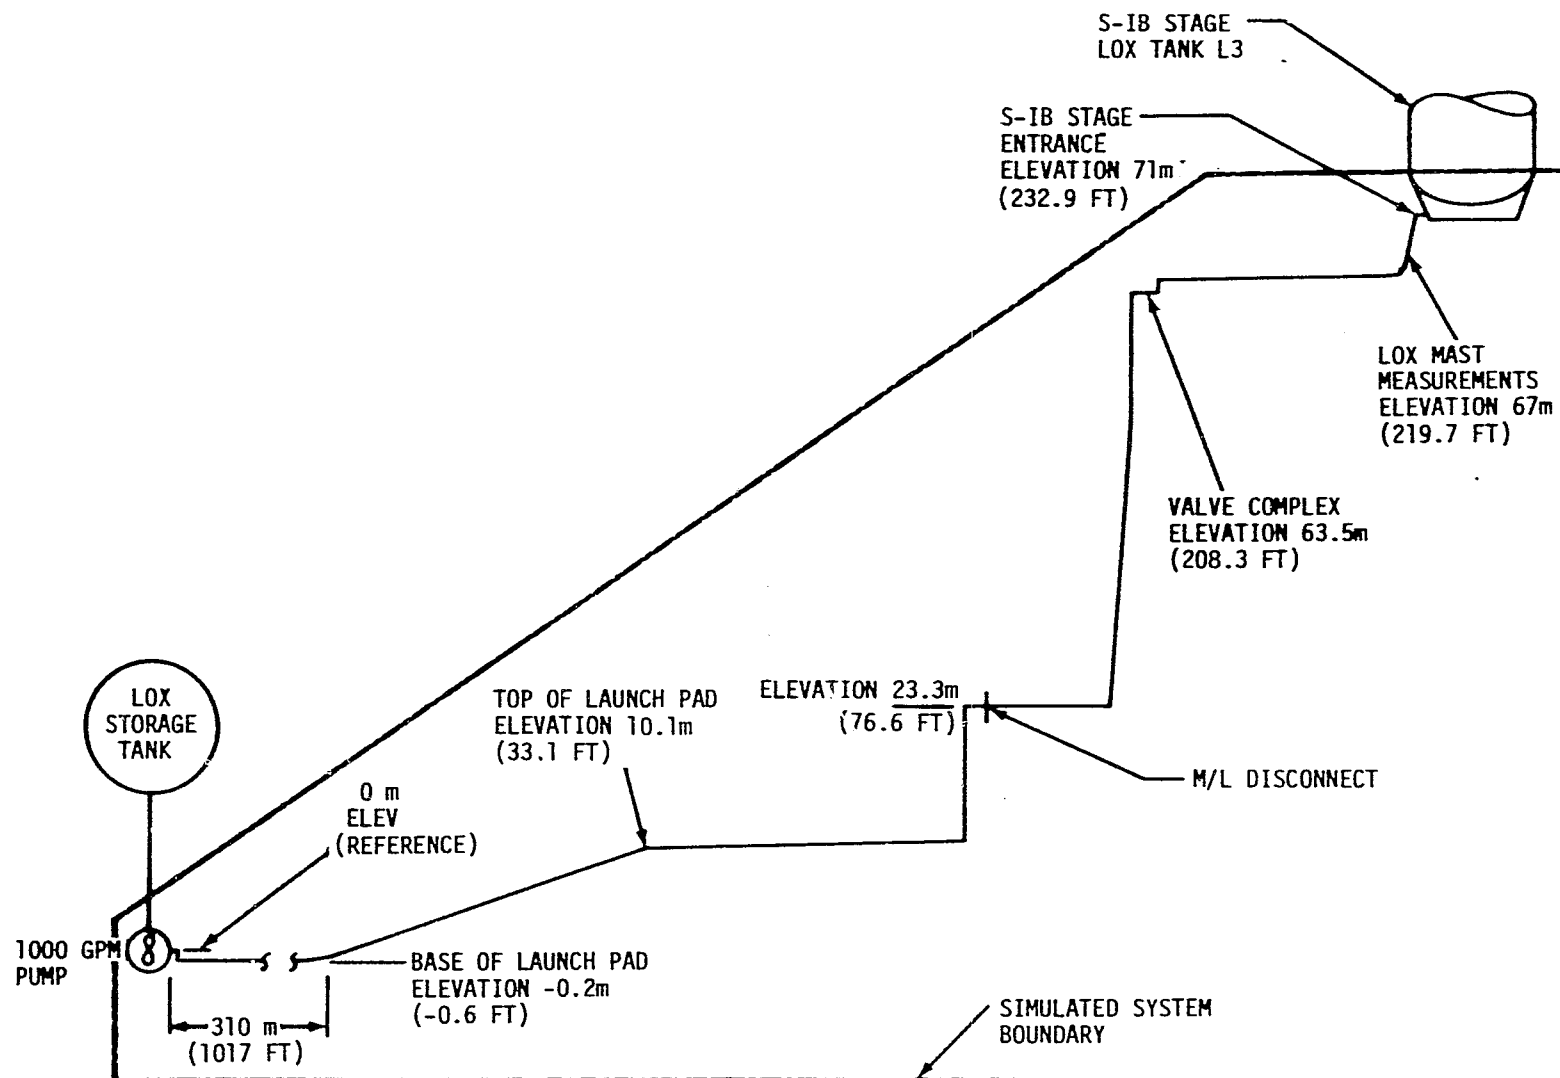 S-IB STAGE
LOX TANK L3
S-IB STAGE
ENTRANCE
ELEVATION 71m
(232.9 FT)
LOX MAST
MEASUREMENTS
ELEVATION 67m
(219.7 FT)
VALVE COMPLEX
ELEVATION 63.5m
(208.3 FT)
LOX
STORAGE
TANK
TOP OF LAUNCH PAD
ELEVATION 10.1m
(33.1 FT)
ELEVATION 23.3m
(76.6 FT)
M/L DISCONNECT
0 m
ELEV
(REFERENCE)
1000 GPM
PUMP
8
BASE OF LAUNCH PAD
ELEVATION -0.2m
(-0.6 FT)
310 m
(1017 FT)
SIMULATED SYSTEM
BOUNDARY